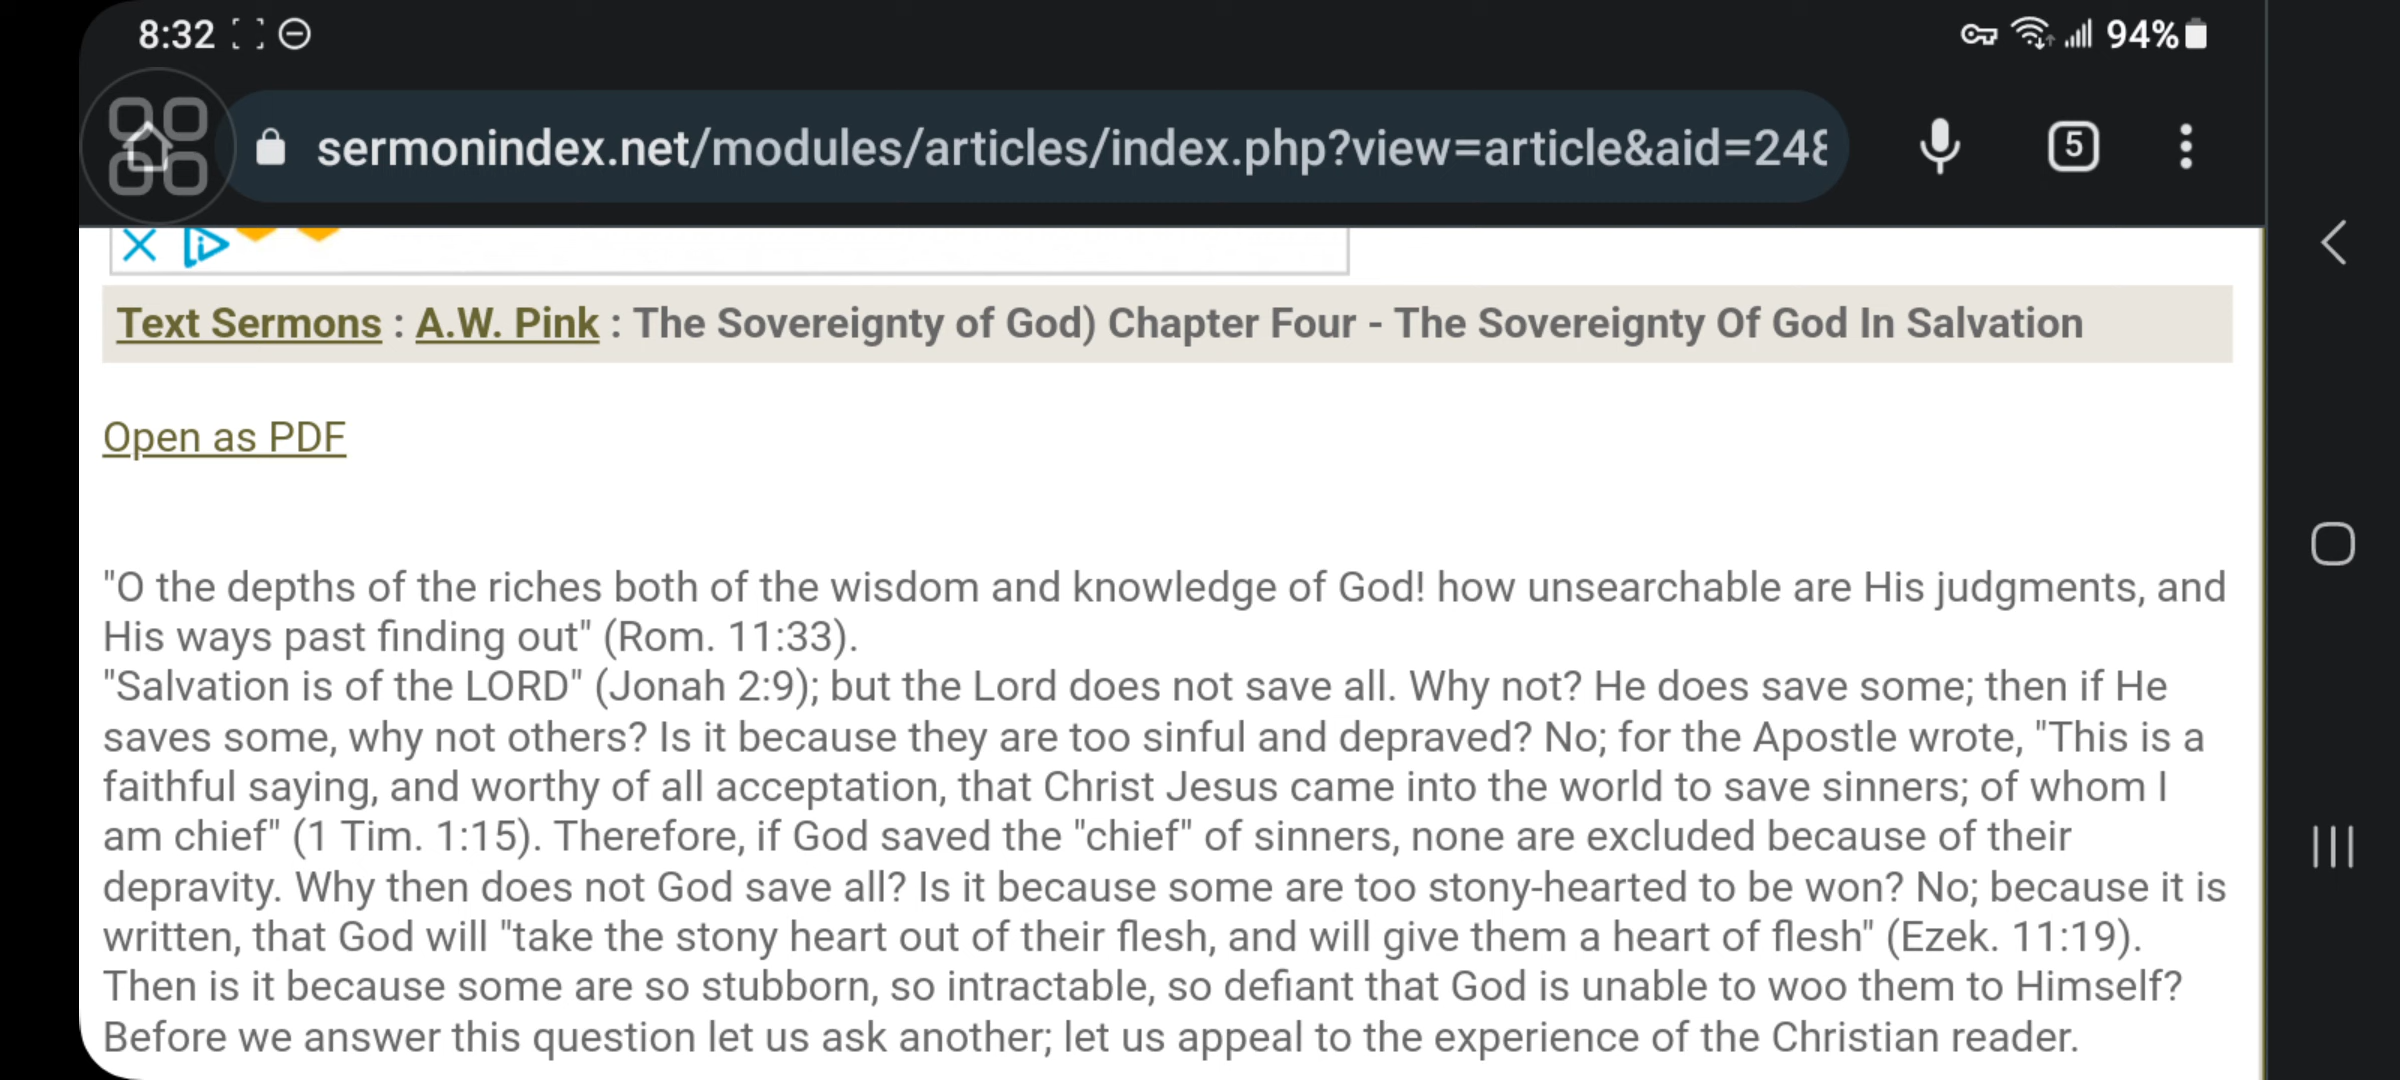 8:32
94%
sermonindex.net/modules/articles/index.php?view=article&aid=248
5
Text Sermons : A.W. Pink : The Sovereignty of God) Chapter Four - The Sovereignty Of God In Salvation
Open as PDF
"O the depths of the riches both of the wisdom and knowledge of God! how unsearchable are His judgments, and
His ways past finding out" (Rom. 11:33).
"Salvation is of the LORD" (Jonah 2:9); but the Lord does not save all. Why not? He does save some; then if He
saves some, why not others? Is it because they are too sinful and depraved? No; for the Apostle wrote, "This is a
faithful saying, and worthy of all acceptation, that Christ Jesus came into the world to save sinners; of whom I
am chief" (1 Tim. 1:15). Therefore, if God saved the "chief" of sinners, none are excluded because of their
depravity. Why then does not God save all? Is it because some are too stony-hearted to be won? No; because it is
written, that God will "take the stony heart out of their flesh, and will give them a heart of flesh" (Ezek. 11:19).
Then is it because some are so stubborn, so intractable, so defiant that God is unable to woo them to Himself?
Before we answer this question let us ask another; let us appeal to the experience of the Christian reader.